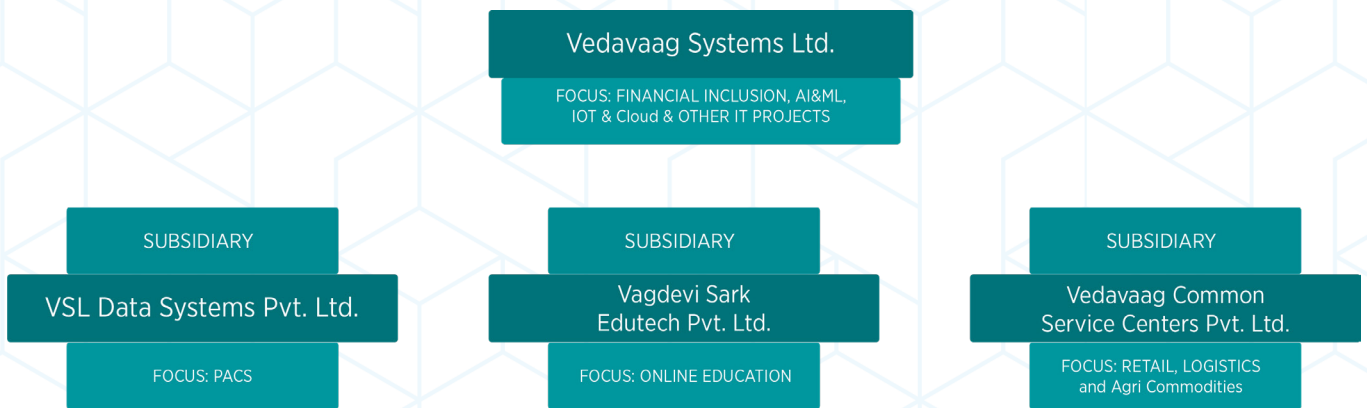 Vedavaag Systems Ltd.
FOCUS: FINANCIAL INCLUSION, AI&ML,
IOT & Cloud & OTHER IT PROJECTS
SUBSIDIARY
VSL Data Systems Pvt. Ltd.
FOCUS: PACS
SUBSIDIARY
Vagdevi Sark
Edutech Pvt. Ltd.
FOCUS: ONLINE EDUCATION
SUBSIDIARY
Vedavaag Common
Service Centers Pvt. Ltd.
FOCUS: RETAIL, LOGISTICS
and Agri Commodities